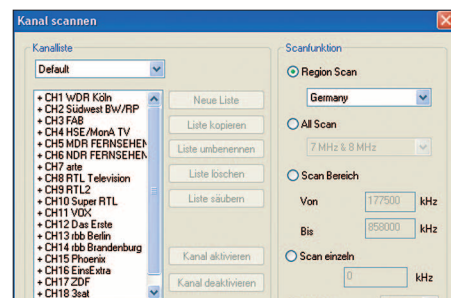 Kanal scannen
Kanalliste
Default
+ CH1 WDR Köln
+ CH2 Südwest BW/RP
+ CH3 FAB
+ CH4 HSE/MonA TV
+ CH5 MDR FERNSEHEN
+ CH6 NDR FERNSEHEN
+ CH7 arte
+ CH8 RTL Television
+ CH9 RTL2
+ CH10 Super RTL
+ CH11 VOX
+ CH12 Das Erste
+ CH13 rbb Berlin
+ CH14 rbb Brandenburg
+ CH15 Phoenix
+ CH16 EinsExtra
+ CH17 ZDF
+ CH18 3sat
Neue Liste
Liste kopieren
Liste umbenennen
Liste löschen
Liste säubern
Kanal aktivieren
Kanal deaktivieren
Scanfunktion
Region Scan
Germany
All Scan
7 MHz & 8 MHz
Scan Bereich
Von 177500 kHz
Bis 858000 kHz
Scan einzeln
0 kHz